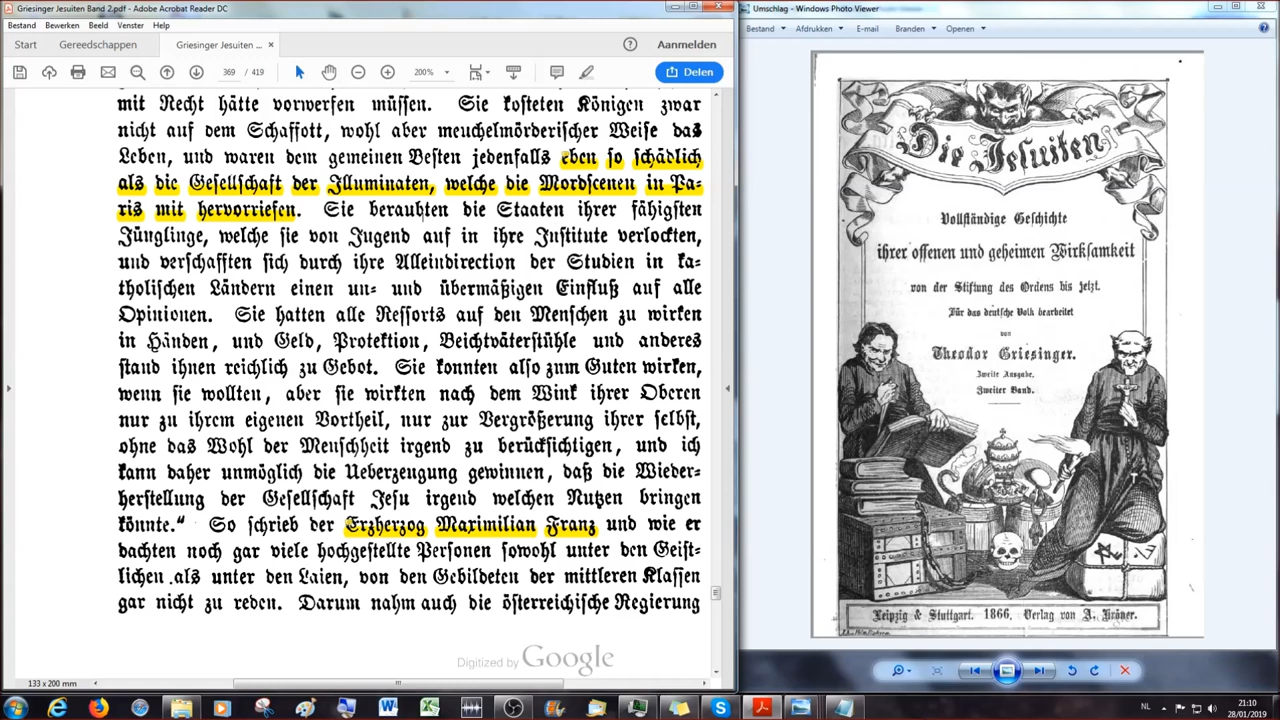 Griesinger Jesuiten Band 2.pdf - Adobe Acrobat Reader DC
Bestand Bewerken Beeld Venster Help
Start Gereedschappen Griesinger Jesuiten ... × ? Aanmelden
369 / 419 200% Delen
mit Recht hätte vorwerfen müssen. Sie kosteten Königen zwar
nicht auf dem Schaffott, wohl aber meuchelmörderischer Weise das
Leben, und waren dem gemeinen Besten jedenfalls eben so schädlich
als die Gesellschaft der Illuminaten, welche die Mordscenen in Pa-
ris mit hervorriefen. Sie beraubten die Staaten ihrer fähigsten
Jünglinge, welche sie von Jugend auf in ihre Institute verlockten,
und verschafften sich durch ihre Alleindirection der Studien in ka-
tholischen Ländern einen un- und übermäßigen Einfluß auf alle
Opinionen. Sie hatten alle Ressorts auf den Menschen zu wirken
in Händen, und Geld, Protektion, Beichtväterstühle und anderes
stand ihnen reichlich zu Gebot. Sie konnten also zum Guten wirken,
wenn sie wollten, aber sie wirkten nach dem Wink ihrer Oberen
nur zu ihrem eigenen Vortheil, nur zur Vergrößerung ihrer selbst,
ohne das Wohl der Menschheit irgend zu berücksichtigen, und ich
kann daher unmöglich die Ueberzeugung gewinnen, daß die Wieder-
herstellung der Gesellschaft Jesu irgend welchen Nutzen bringen
könnte.“ So schrieb der Erzherzog Maximilian Franz und wie er
dachten noch gar viele hochgestellte Personen sowohl unter den Geist-
lichen als unter den Laien, von den Gebildeten der mittleren Klassen
gar nicht zu reden. Darum nahm auch die österreichische Regierung
Digitized by Google
133 x 200 mm
Umschlag - Windows Photo Viewer
Bestand Afdrukken E-mail Branden Openen
Die Jesuiten
Vollständige Geschichte
ihrer offenen und geheimen Wirksamkeit
von der Stiftung des Ordens bis jetzt.
Für das deutsche Volk bearbeitet
von
Theodor Griesinger.
Zweite Ausgabe.
Zweiter Band.
Leipzig & Stuttgart. 1866. Verlag von A. Kröner.
NL 21:10
28/01/2019